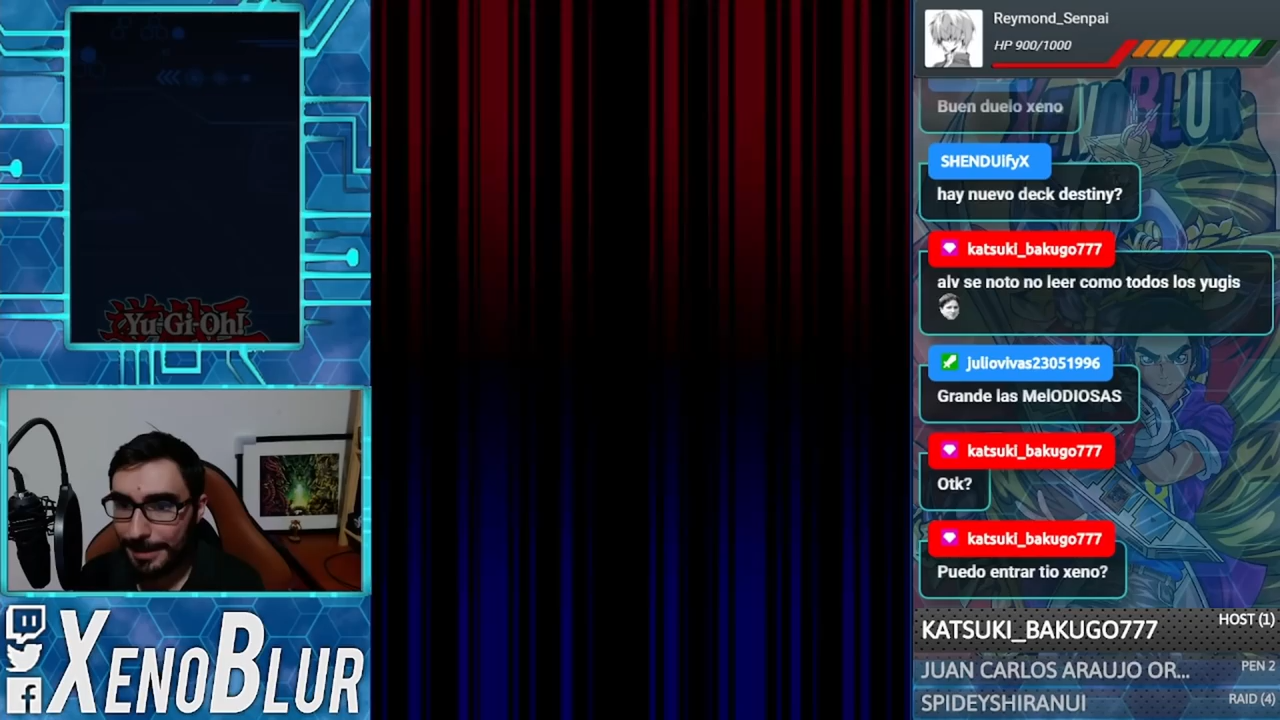 Yu-Gi-Oh!
XENOBLUR
Reymond_Senpai
HP 900/1000
XENOBLUR
Buen duelo xeno
SHENDUifyX
hay nuevo deck destiny?
katsuki_bakugo777
alv se noto no leer como todos los yugis
juliovivas23051996
Grande las MelODIOSAS
katsuki_bakugo777
Otk?
katsuki_bakugo777
Puedo entrar tio xeno?
KATSUKI_BAKUGO777 HOST (1)
JUAN CARLOS ARAUJO OR... PEN 2
SPIDEYSHIRANUI RAID (4)